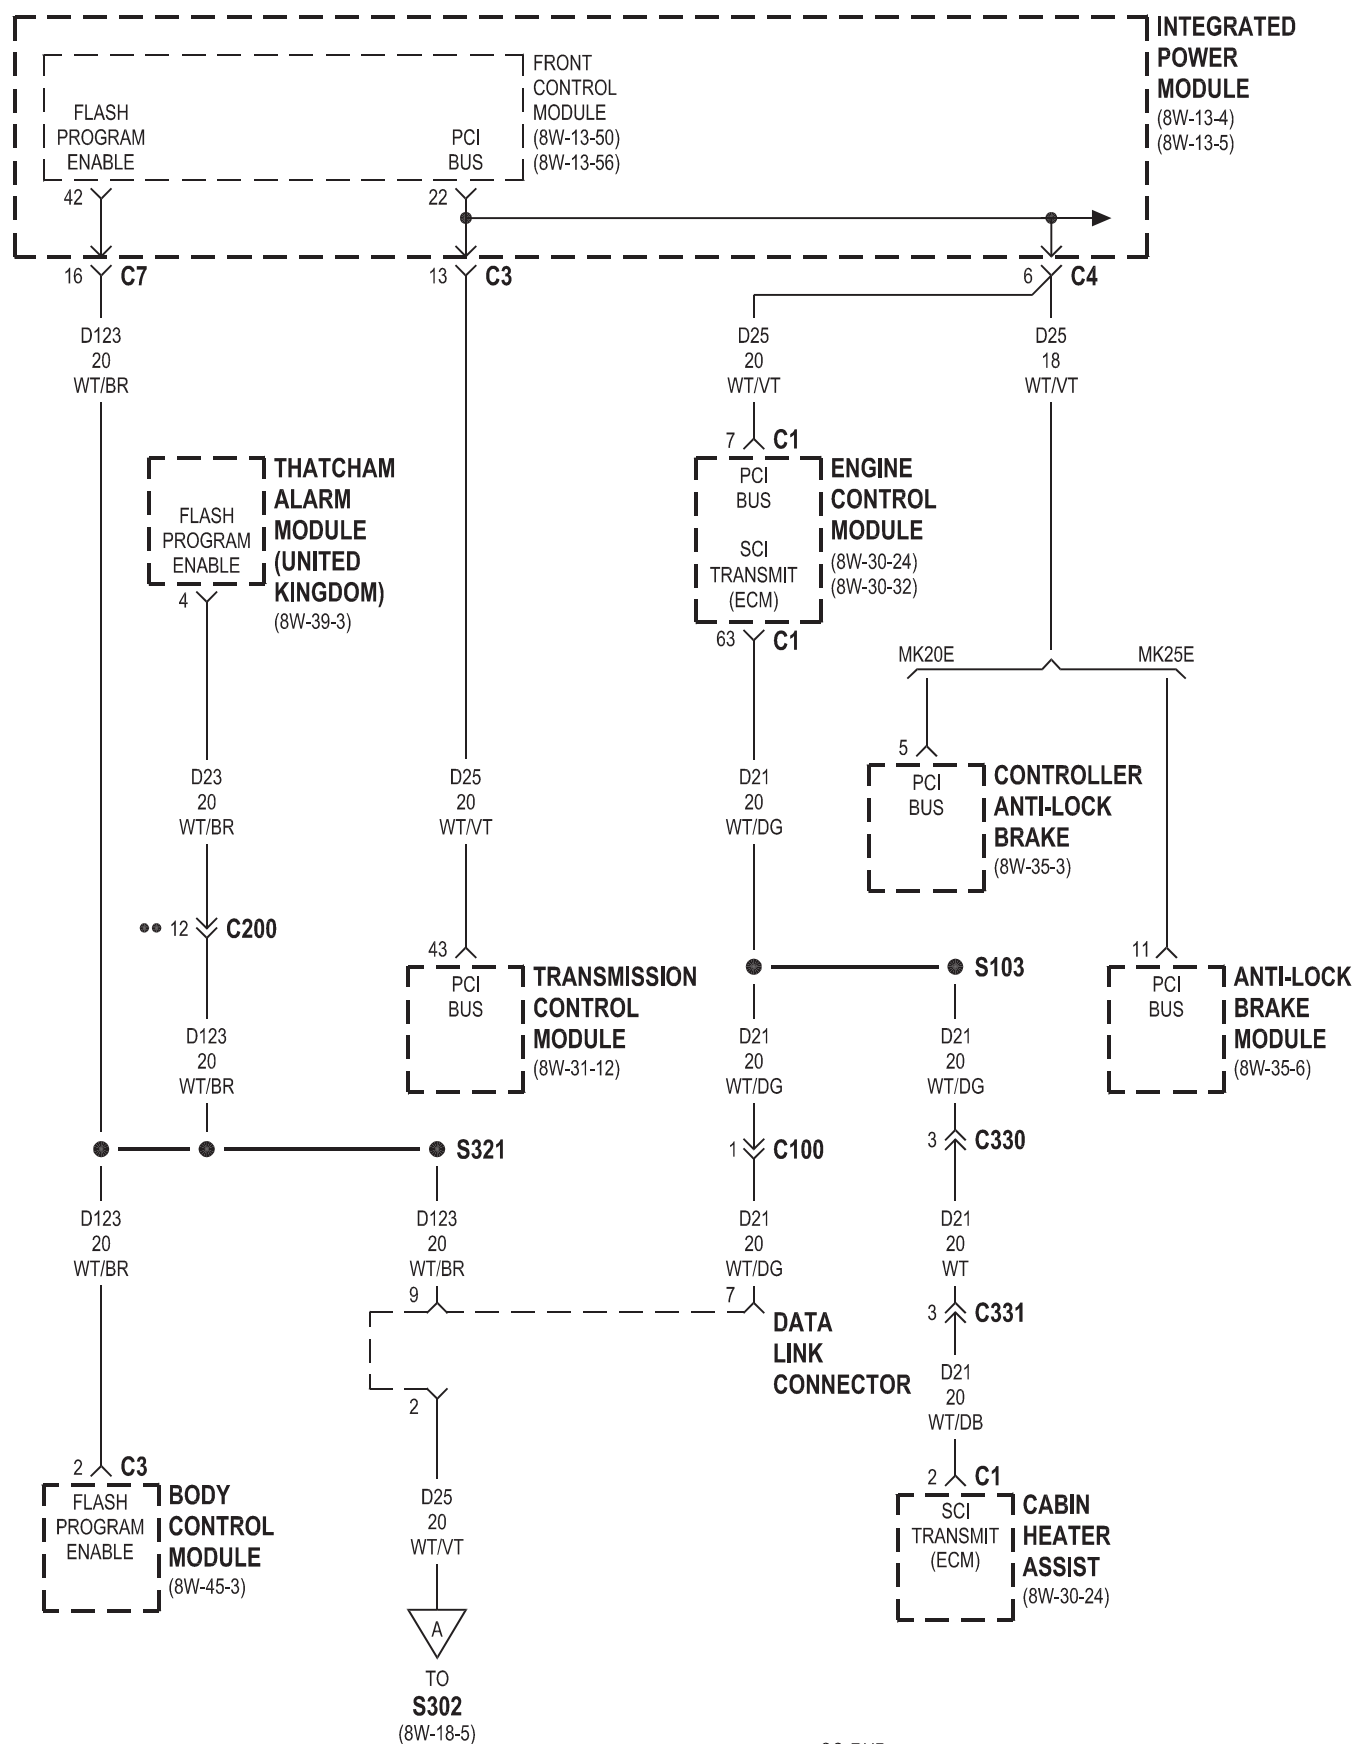 INTEGRATED
POWER
MODULE
(8W-13-4)
(8W-13-5)
FRONT
CONTROL
MODULE
(8W-13-50)
(8W-13-56)
FLASH
PROGRAM
ENABLE
PCI
BUS
42
22
16 C7
13 C3
6 C4
D123
20
WT/BR
D25
20
WT/VT
D25
18
WT/VT
7 C1
THATCHAM
ALARM
MODULE
(UNITED
KINGDOM)
(8W-39-3)
FLASH
PROGRAM
ENABLE
4
PCI
BUS
SCI
TRANSMIT
(ECM)
ENGINE
CONTROL
MODULE
(8W-30-24)
(8W-30-32)
63 C1
MK20E
MK25E
D23
20
WT/BR
D25
20
WT/VT
D21
20
WT/DG
5
PCI
BUS
CONTROLLER
ANTI-LOCK
BRAKE
(8W-35-3)
•• 12 C200
43
PCI
BUS
TRANSMISSION
CONTROL
MODULE
(8W-31-12)
S103
11
PCI
BUS
ANTI-LOCK
BRAKE
MODULE
(8W-35-6)
D123
20
WT/BR
D21
20
WT/DG
D21
20
WT/DG
S321
1 C100
3 C330
D123
20
WT/BR
D123
20
WT/BR
D21
20
WT/DG
D21
20
WT
9
7
DATA
LINK
CONNECTOR
3 C331
2
D21
20
WT/DB
2 C3
FLASH
PROGRAM
ENABLE
BODY
CONTROL
MODULE
(8W-45-3)
D25
20
WT/VT
2 C1
SCI
TRANSMIT
(ECM)
CABIN
HEATER
ASSIST
(8W-30-24)
A
TO
S302
(8W-18-5)